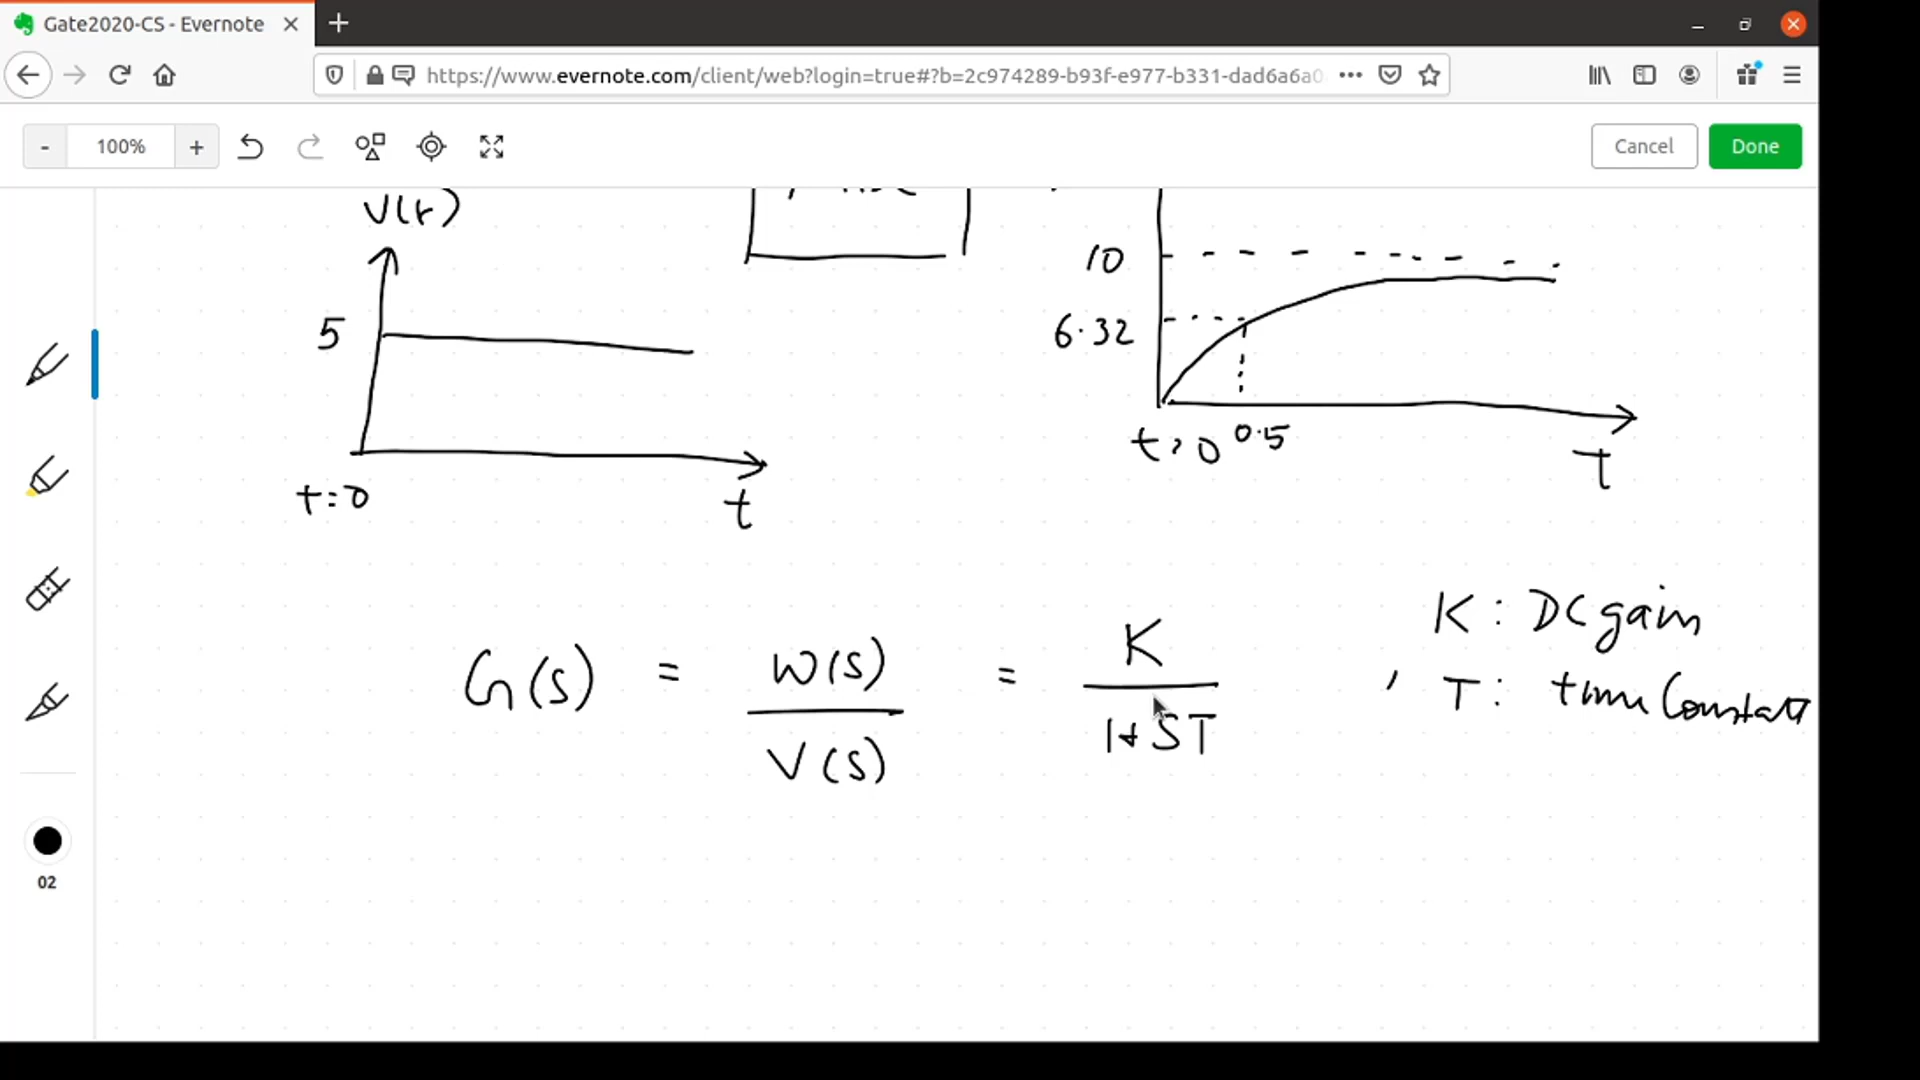 Gate2020-CS - Evernote
https://www.evernote.com/client/web?login=true#?b=2c974289-b93f-e977-b331-dad6a6a0
- 100% +
Cancel Done
V(t)
10
5
6.32
t=0 0.5
t=0 t T
K : DC gain
G(s) = W(s) / V(s) = K / 1+ST , T : time Constant
02